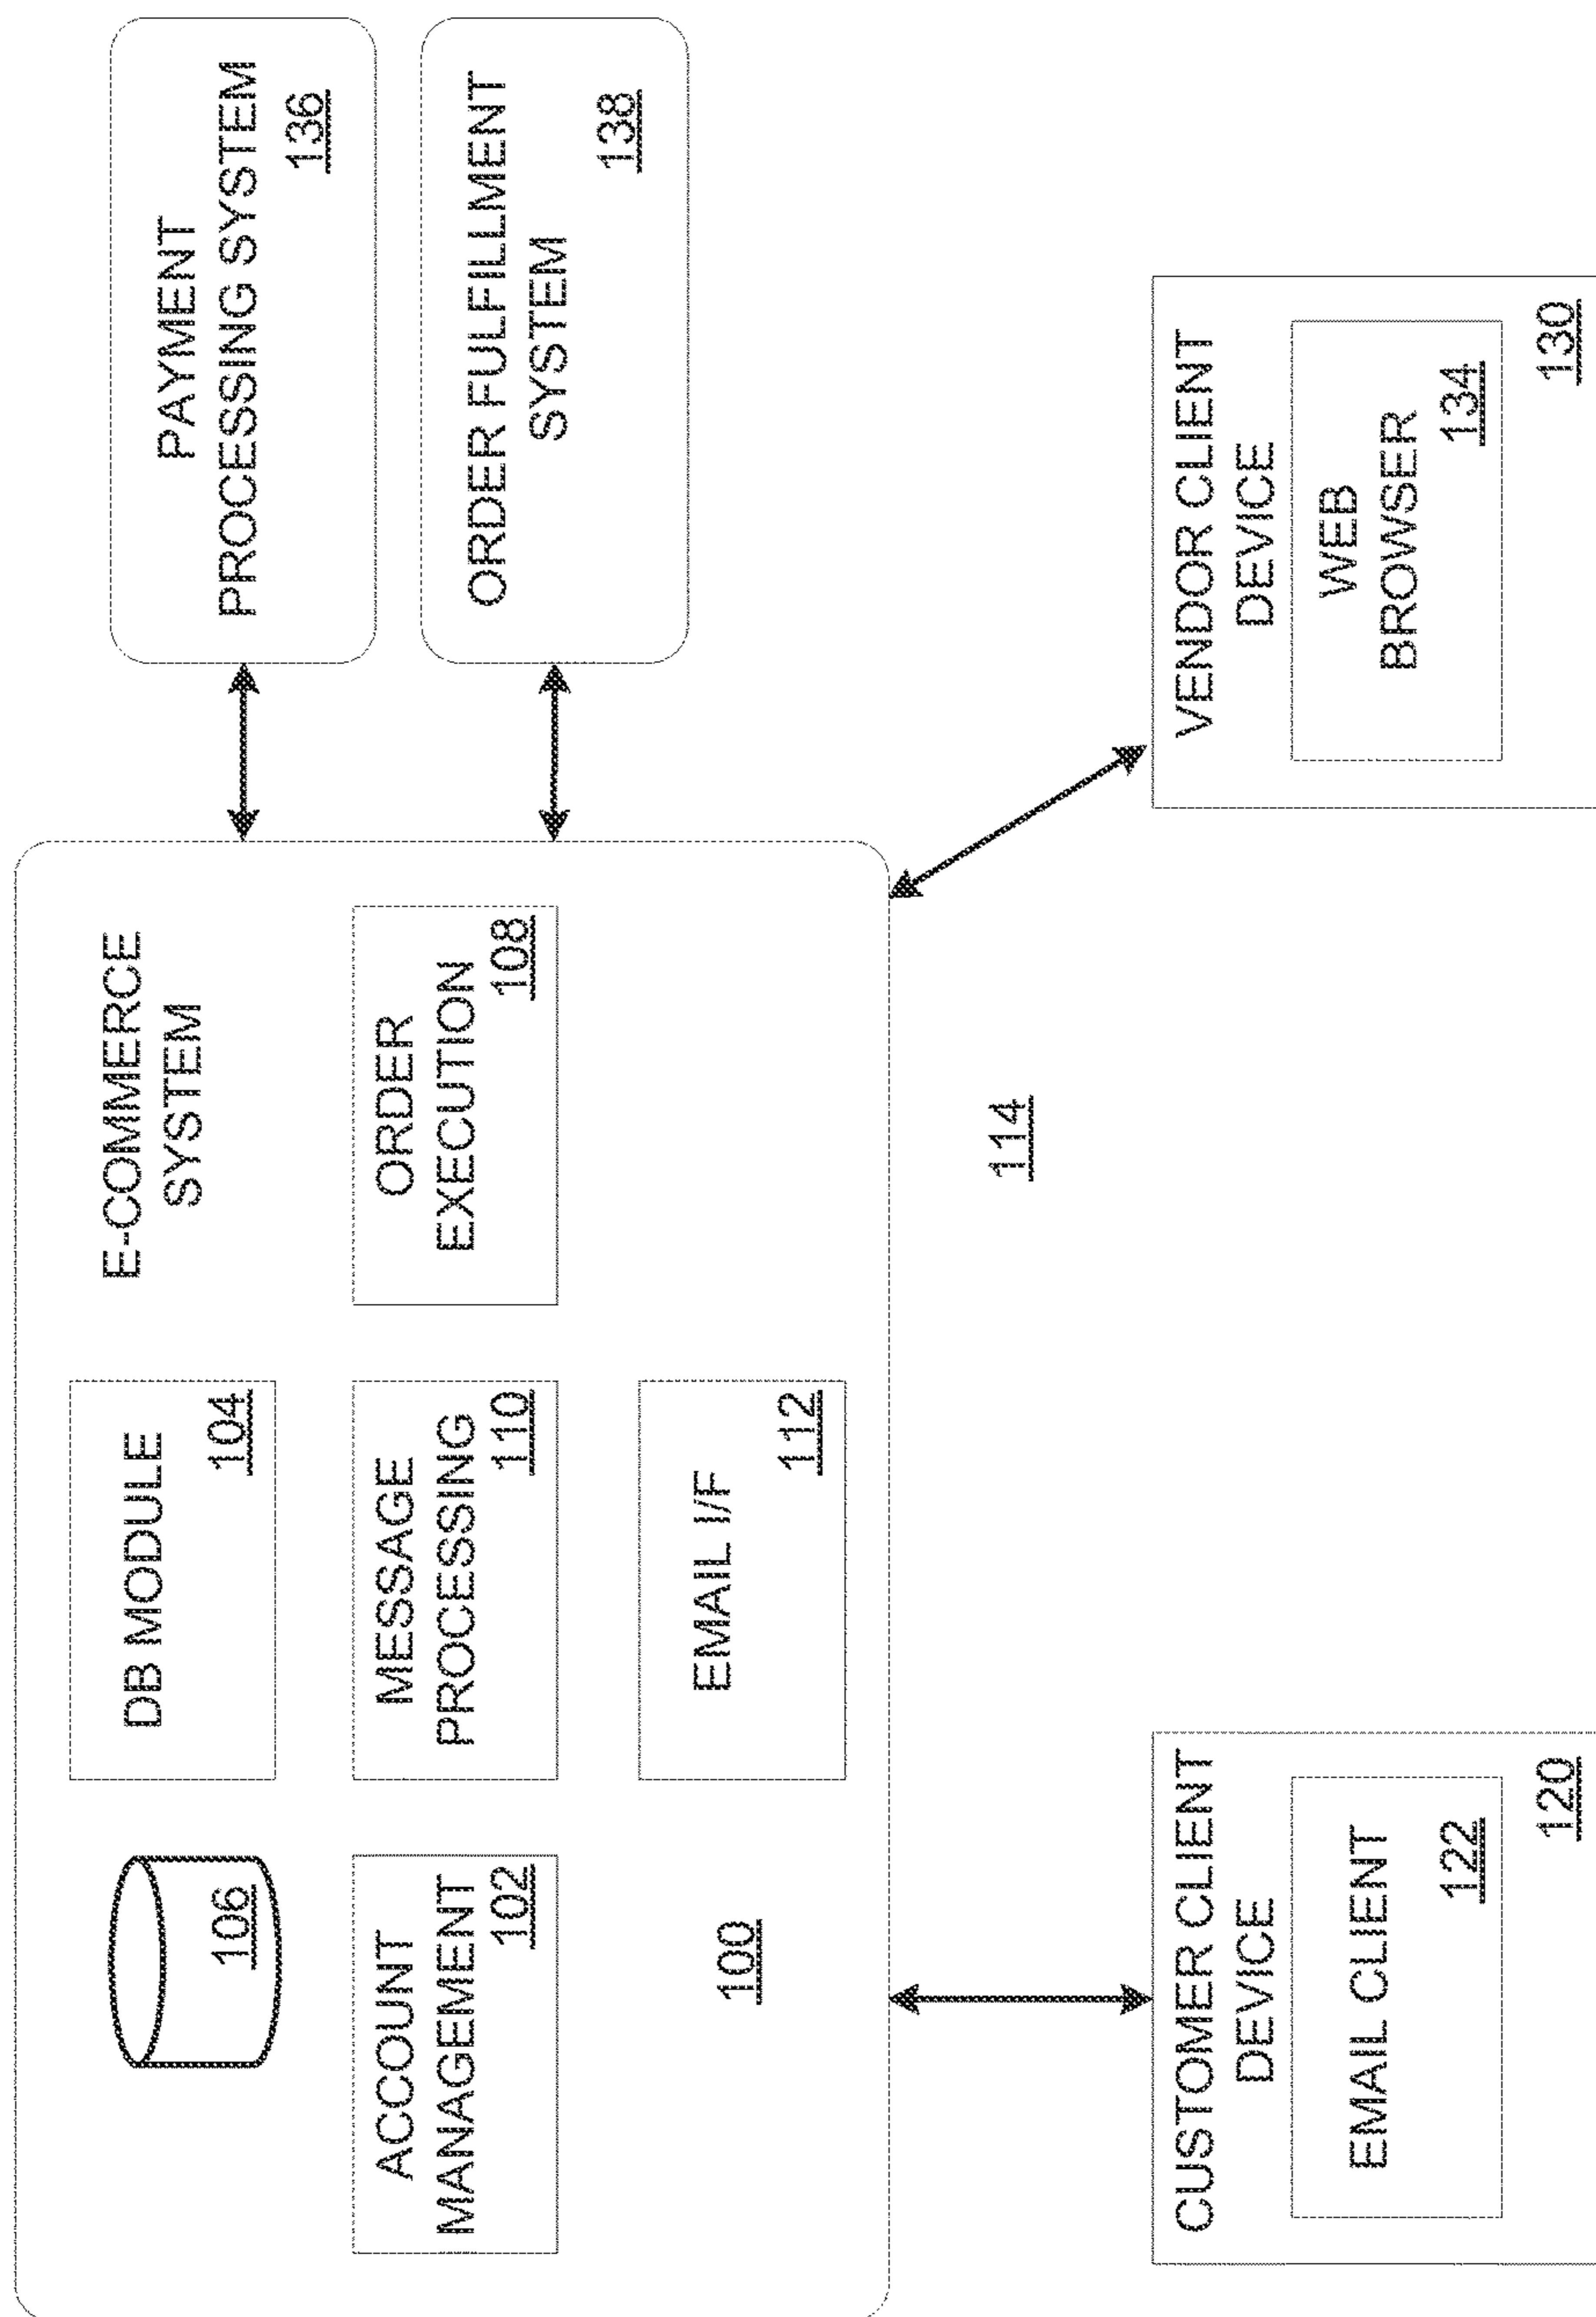 E-COMMERCE
SYSTEM
106
DB MODULE
104
ACCOUNT
MANAGEMENT
102
MESSAGE
PROCESSING
110
ORDER
EXECUTION
108
EMAIL I/F
112
100
PAYMENT
PROCESSING SYSTEM
136
ORDER FULFILLMENT
SYSTEM
138
114
CUSTOMER CLIENT
DEVICE
EMAIL CLIENT
122
120
VENDOR CLIENT
DEVICE
WEB
BROWSER
134
130